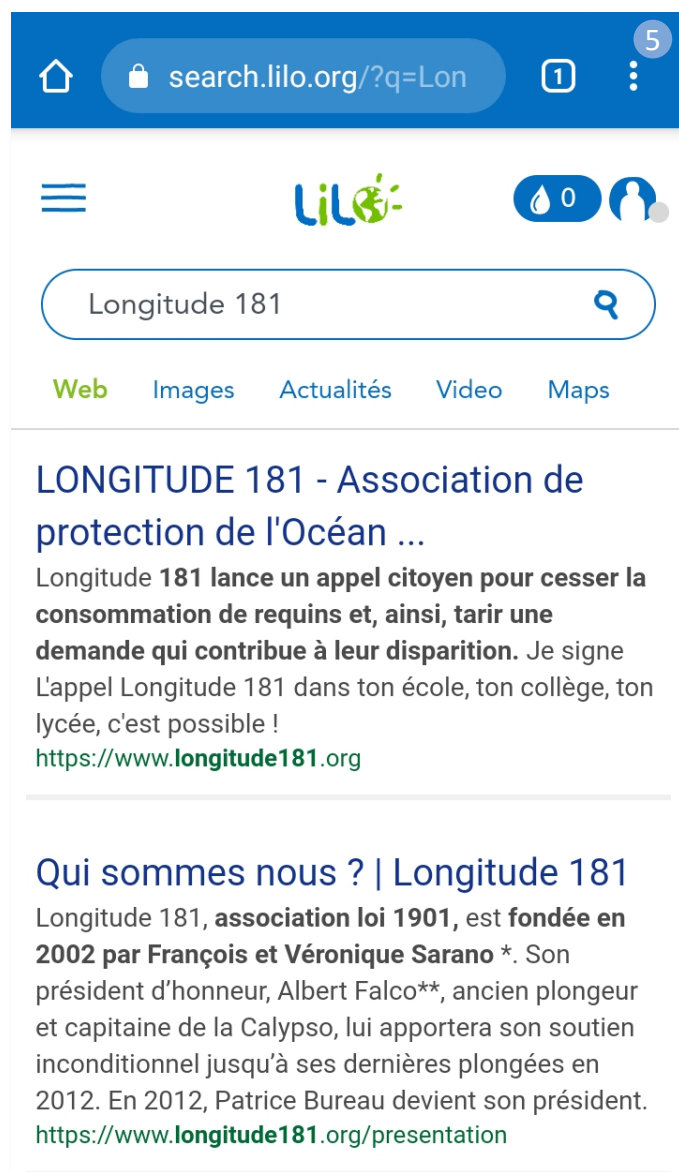 5
search.lilo.org/?q=Lon
1
LiLO
0
Longitude 181
Web Images Actualités Video Maps
LONGITUDE 181 - Association de
protection de l'Océan ...
Longitude 181 lance un appel citoyen pour cesser la
consommation de requins et, ainsi, tarir une
demande qui contribue à leur disparition. Je signe
L'appel Longitude 181 dans ton école, ton collège, ton
lycée, c'est possible !
https://www.longitude181.org
Qui sommes nous ? | Longitude 181
Longitude 181, association loi 1901, est fondée en
2002 par François et Véronique Sarano *. Son
président d’honneur, Albert Falco**, ancien plongeur
et capitaine de la Calypso, lui apportera son soutien
inconditionnel jusqu’à ses dernières plongées en
2012. En 2012, Patrice Bureau devient son président.
https://www.longitude181.org/presentation